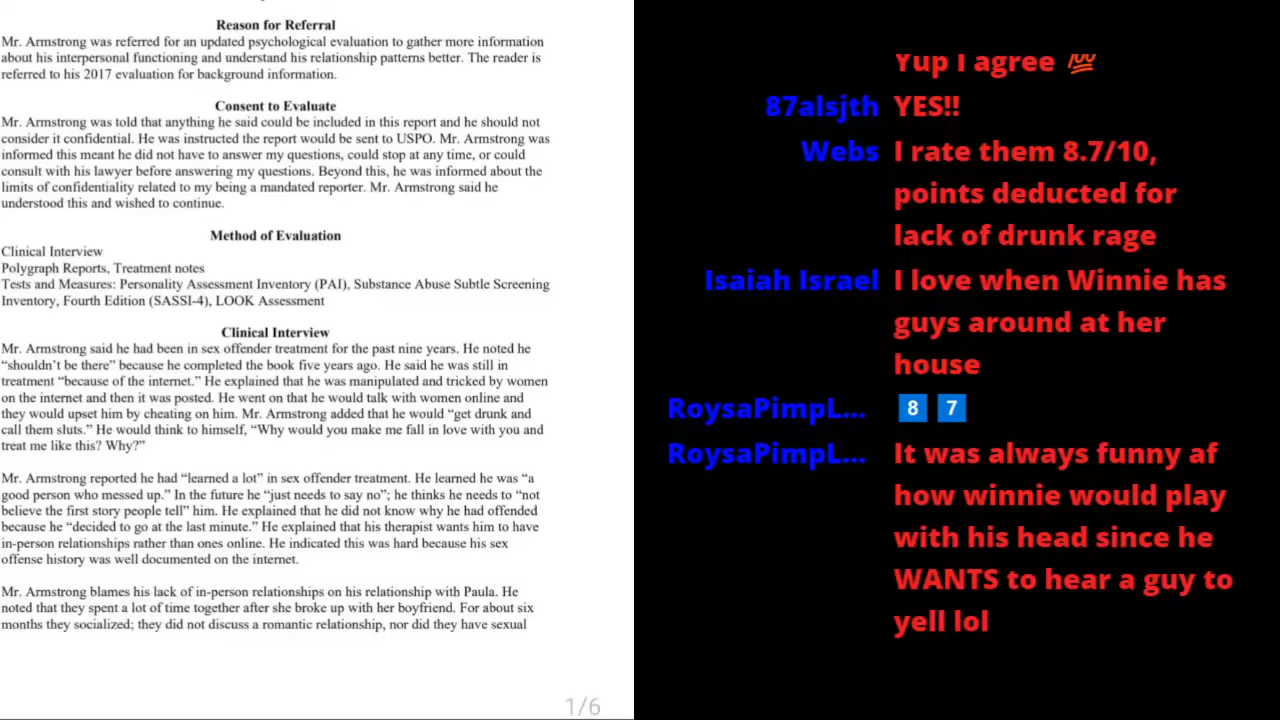 Reason for Referral
Mr. Armstrong was referred for an updated psychological evaluation to gather more information
about his interpersonal functioning and understand his relationship patterns better. The reader is
referred to his 2017 evaluation for background information.
Consent to Evaluate
Mr. Armstrong was told that anything he said could be included in this report and he should not
consider it confidential. He was instructed the report would be sent to USPO. Mr. Armstrong was
informed this meant he did not have to answer my questions, could stop at any time, or could
consult with his lawyer before answering my questions. Beyond this, he was informed about the
limits of confidentiality related to my being a mandated reporter. Mr. Armstrong said he
understood this and wished to continue.
Method of Evaluation
Clinical Interview
Polygraph Reports, Treatment notes
Tests and Measures: Personality Assessment Inventory (PAI), Substance Abuse Subtle Screening
Inventory, Fourth Edition (SASSI-4), LOOK Assessment
Clinical Interview
Mr. Armstrong said he had been in sex offender treatment for the past nine years. He noted he
“shouldn’t be there” because he completed the book five years ago. He said he was still in
treatment “because of the internet.” He explained that he was manipulated and tricked by women
on the internet and then it was posted. He went on that he would talk with women online and
they would upset him by cheating on him. Mr. Armstrong added that he would “get drunk and
call them sluts.” He would think to himself, “Why would you make me fall in love with you and
treat me like this? Why?”
Mr. Armstrong reported he had “learned a lot” in sex offender treatment. He learned he was “a
good person who messed up.” In the future he “just needs to say no”; he thinks he needs to “not
believe the first story people tell” him. He explained that he did not know why he had offended
because he “decided to go at the last minute.” He explained that his therapist wants him to have
in-person relationships rather than ones online. He indicated this was hard because his sex
offense history was well documented on the internet.
Mr. Armstrong blames his lack of in-person relationships on his relationship with Paula. He
noted that they spent a lot of time together after she broke up with her boyfriend. For about six
months they socialized; they did not discuss a romantic relationship, nor did they have sexual
1/6
Yup I agree 💯
87alsjth YES!!
Webs I rate them 8.7/10,
points deducted for
lack of drunk rage
Isaiah Israel I love when Winnie has
guys around at her
house
RoysaPimpL... 8️⃣ 7️⃣
RoysaPimpL... It was always funny af
how winnie would play
with his head since he
WANTS to hear a guy to
yell lol